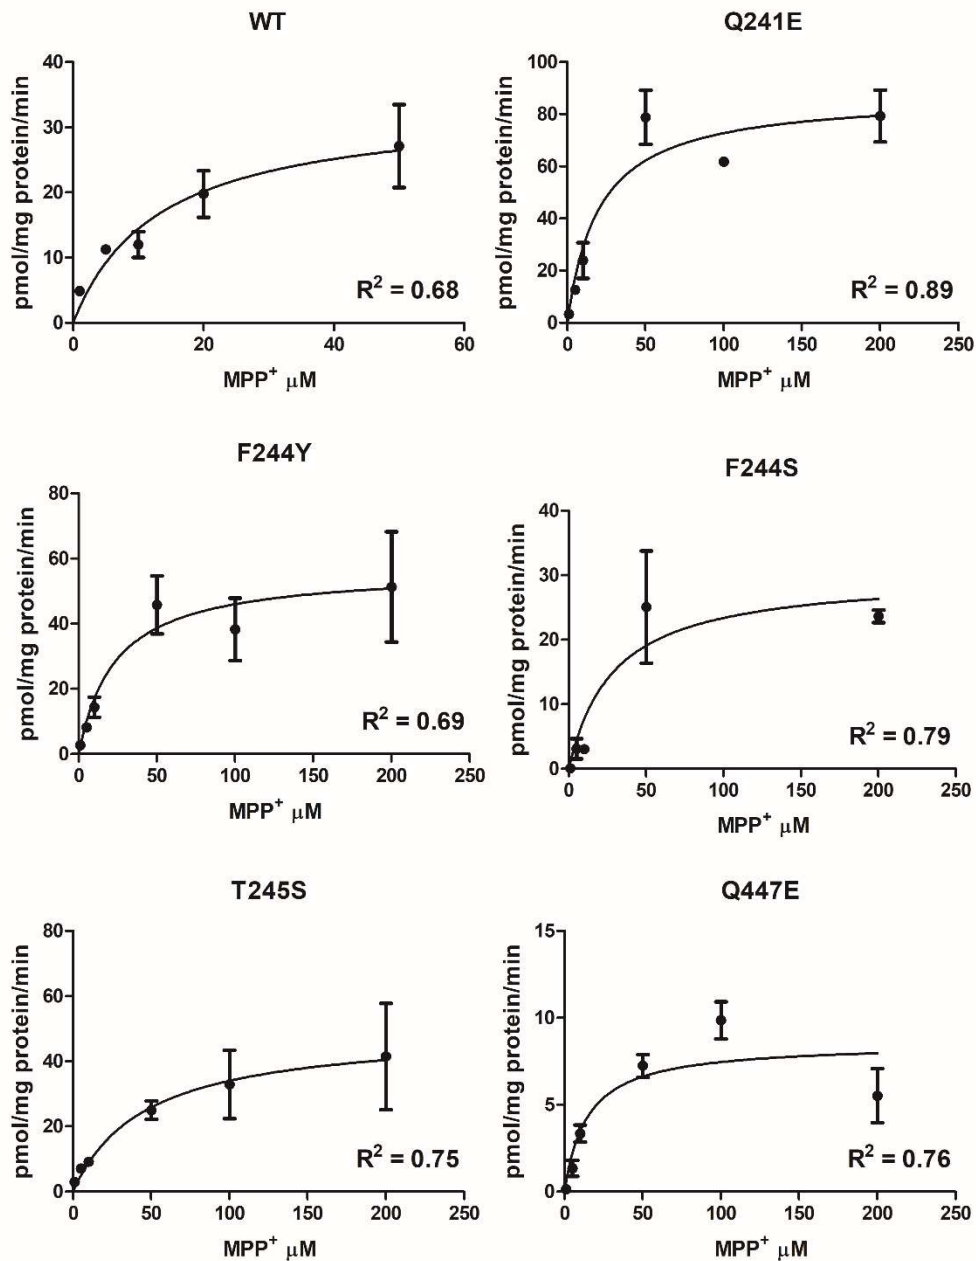 WT
40
30
20
10
0
pmol/mg protein/min
R² = 0.68
0 20 40 60
MPP⁺ μM
Q241E
100
80
60
40
20
0
pmol/mg protein/min
R² = 0.89
0 50 100 150 200 250
MPP⁺ μM
F244Y
80
60
40
20
0
pmol/mg protein/min
R² = 0.69
0 50 100 150 200 250
MPP⁺ μM
F244S
40
30
20
10
0
pmol/mg protein/min
R² = 0.79
0 50 100 150 200 250
MPP⁺ μM
T245S
80
60
40
20
0
pmol/mg protein/min
R² = 0.75
0 50 100 150 200 250
MPP⁺ μM
Q447E
15
10
5
0
pmol/mg protein/min
R² = 0.76
0 50 100 150 200 250
MPP⁺ μM